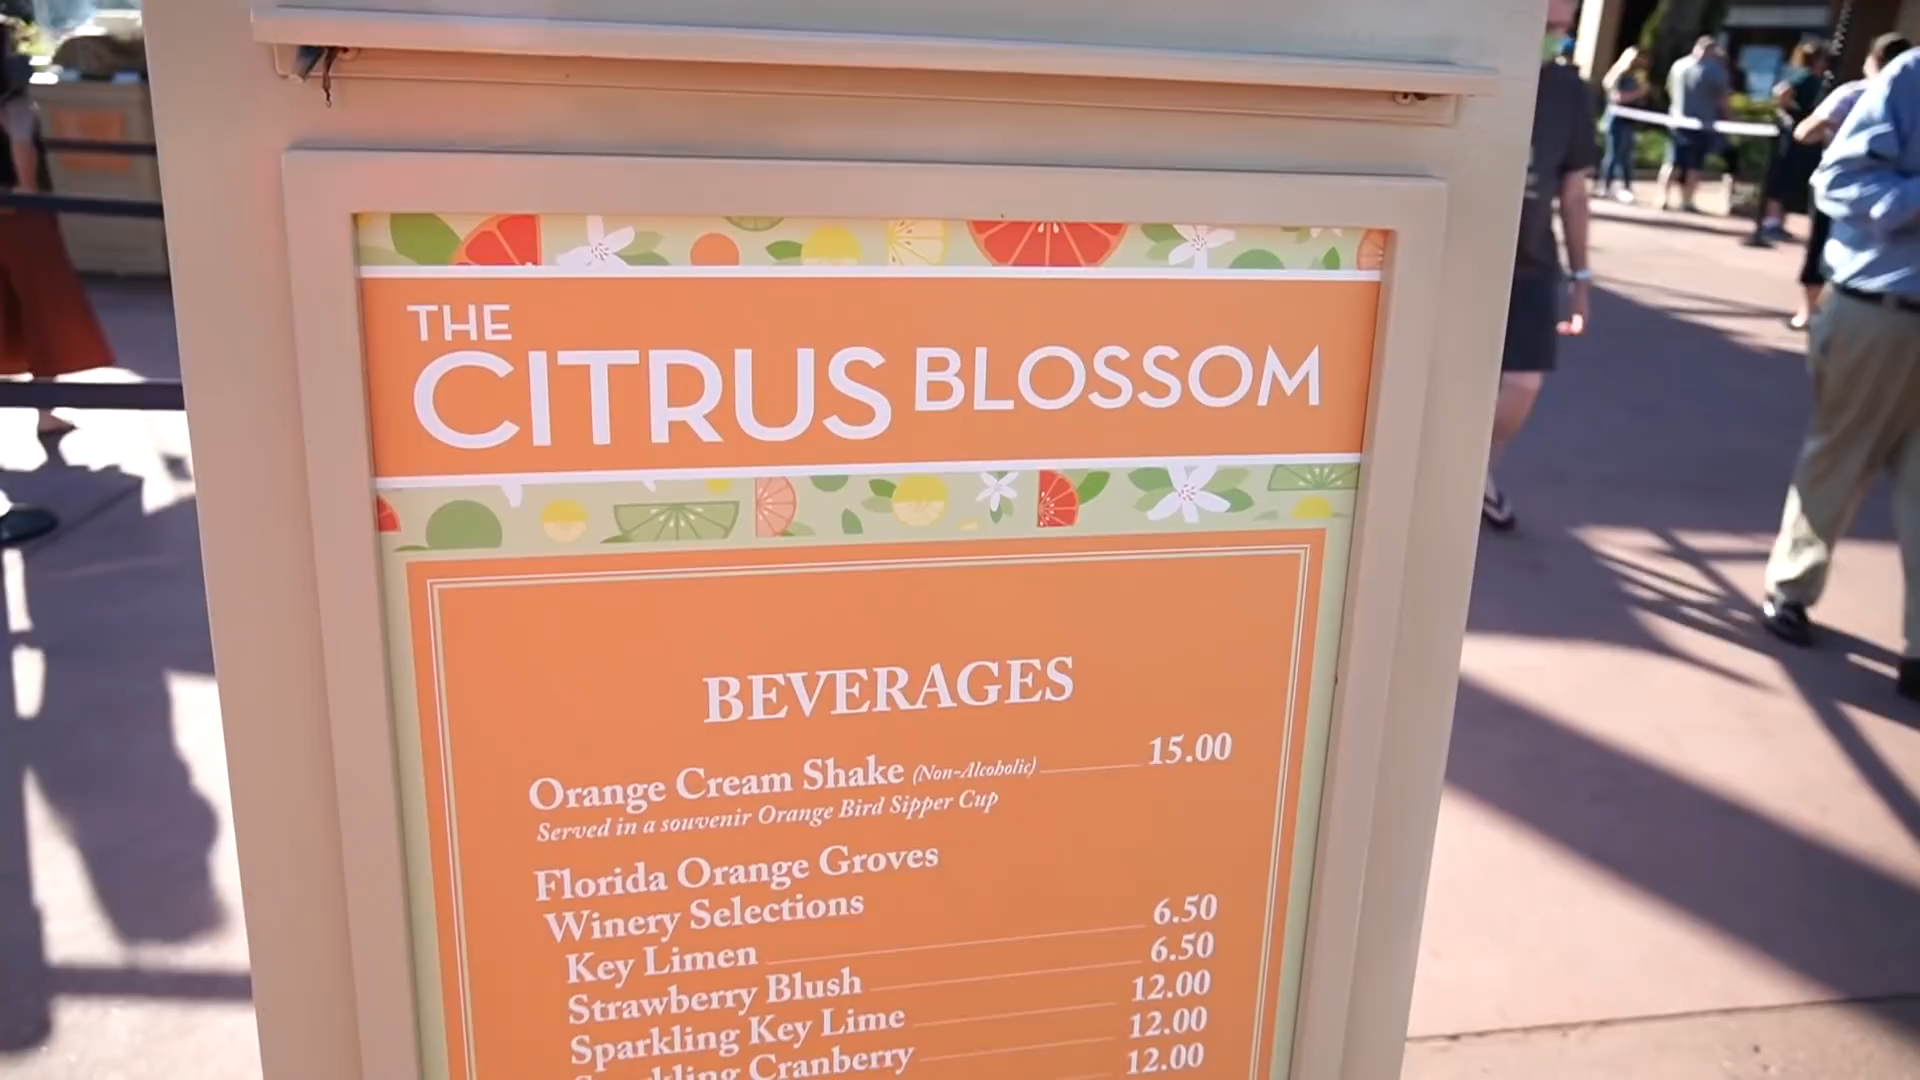 THE
CITRUS BLOSSOM
BEVERAGES
Orange Cream Shake (Non-Alcoholic) 15.00
Served in a souvenir Orange Bird Sipper Cup
Florida Orange Groves
Winery Selections
Key Limen 6.50
Strawberry Blush 6.50
Sparkling Key Lime 12.00
Sparkling Cranberry 12.00
12.00